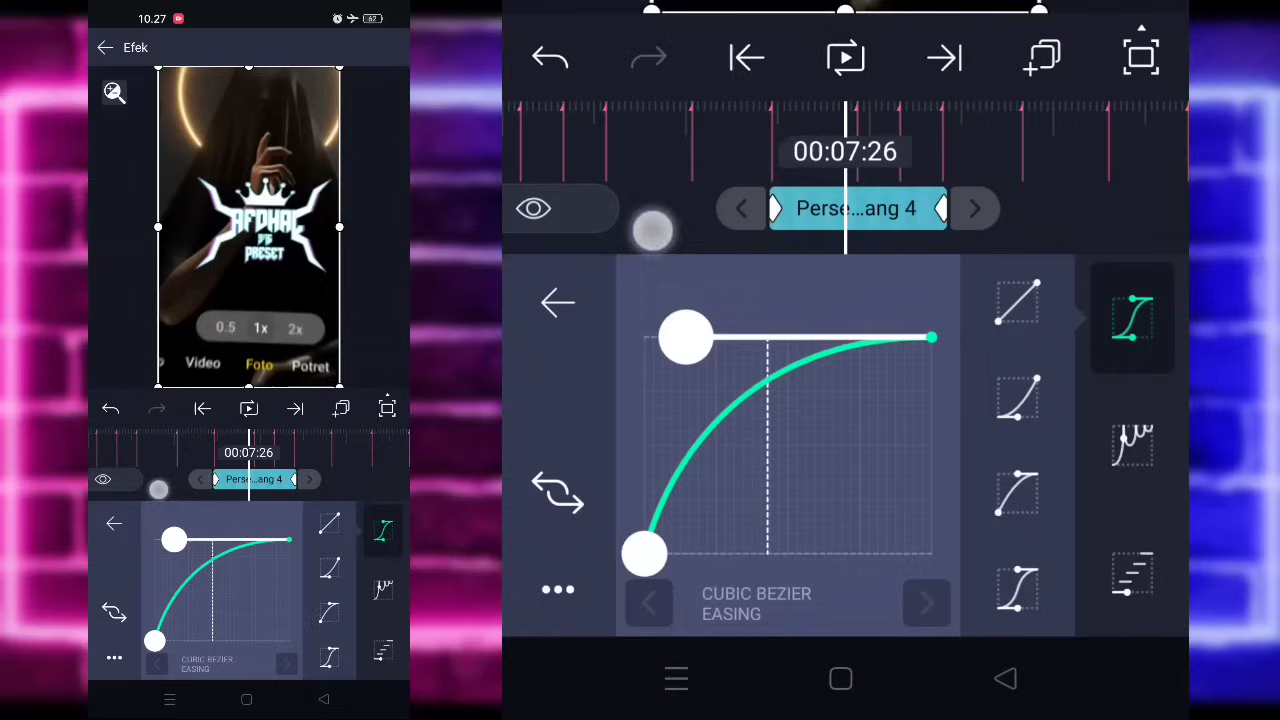 10.27
62
Efek
AFDHAL
PRESET
0.5 1x 2x
Video Foto Potret
00:07:26
Perse...ang 4
CUBIC BEZIER
EASING
00:07:26
Perse...ang 4
CUBIC BEZIER
EASING